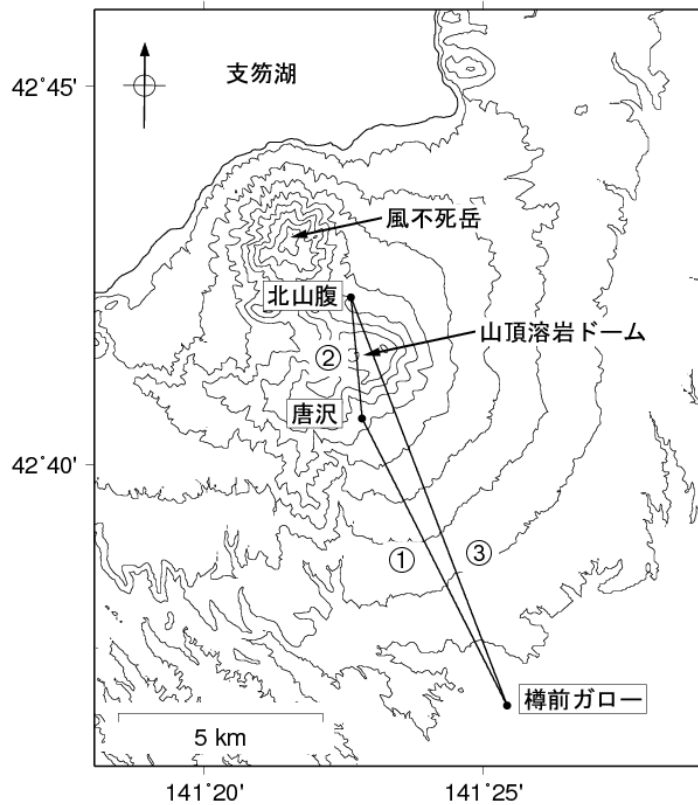 42˚45'
支笏湖
風不死岳
北山腹
山頂溶岩ドーム
②
唐沢
42˚40'
①
③
樽前ガロー
5 km
141˚20'
141˚25'